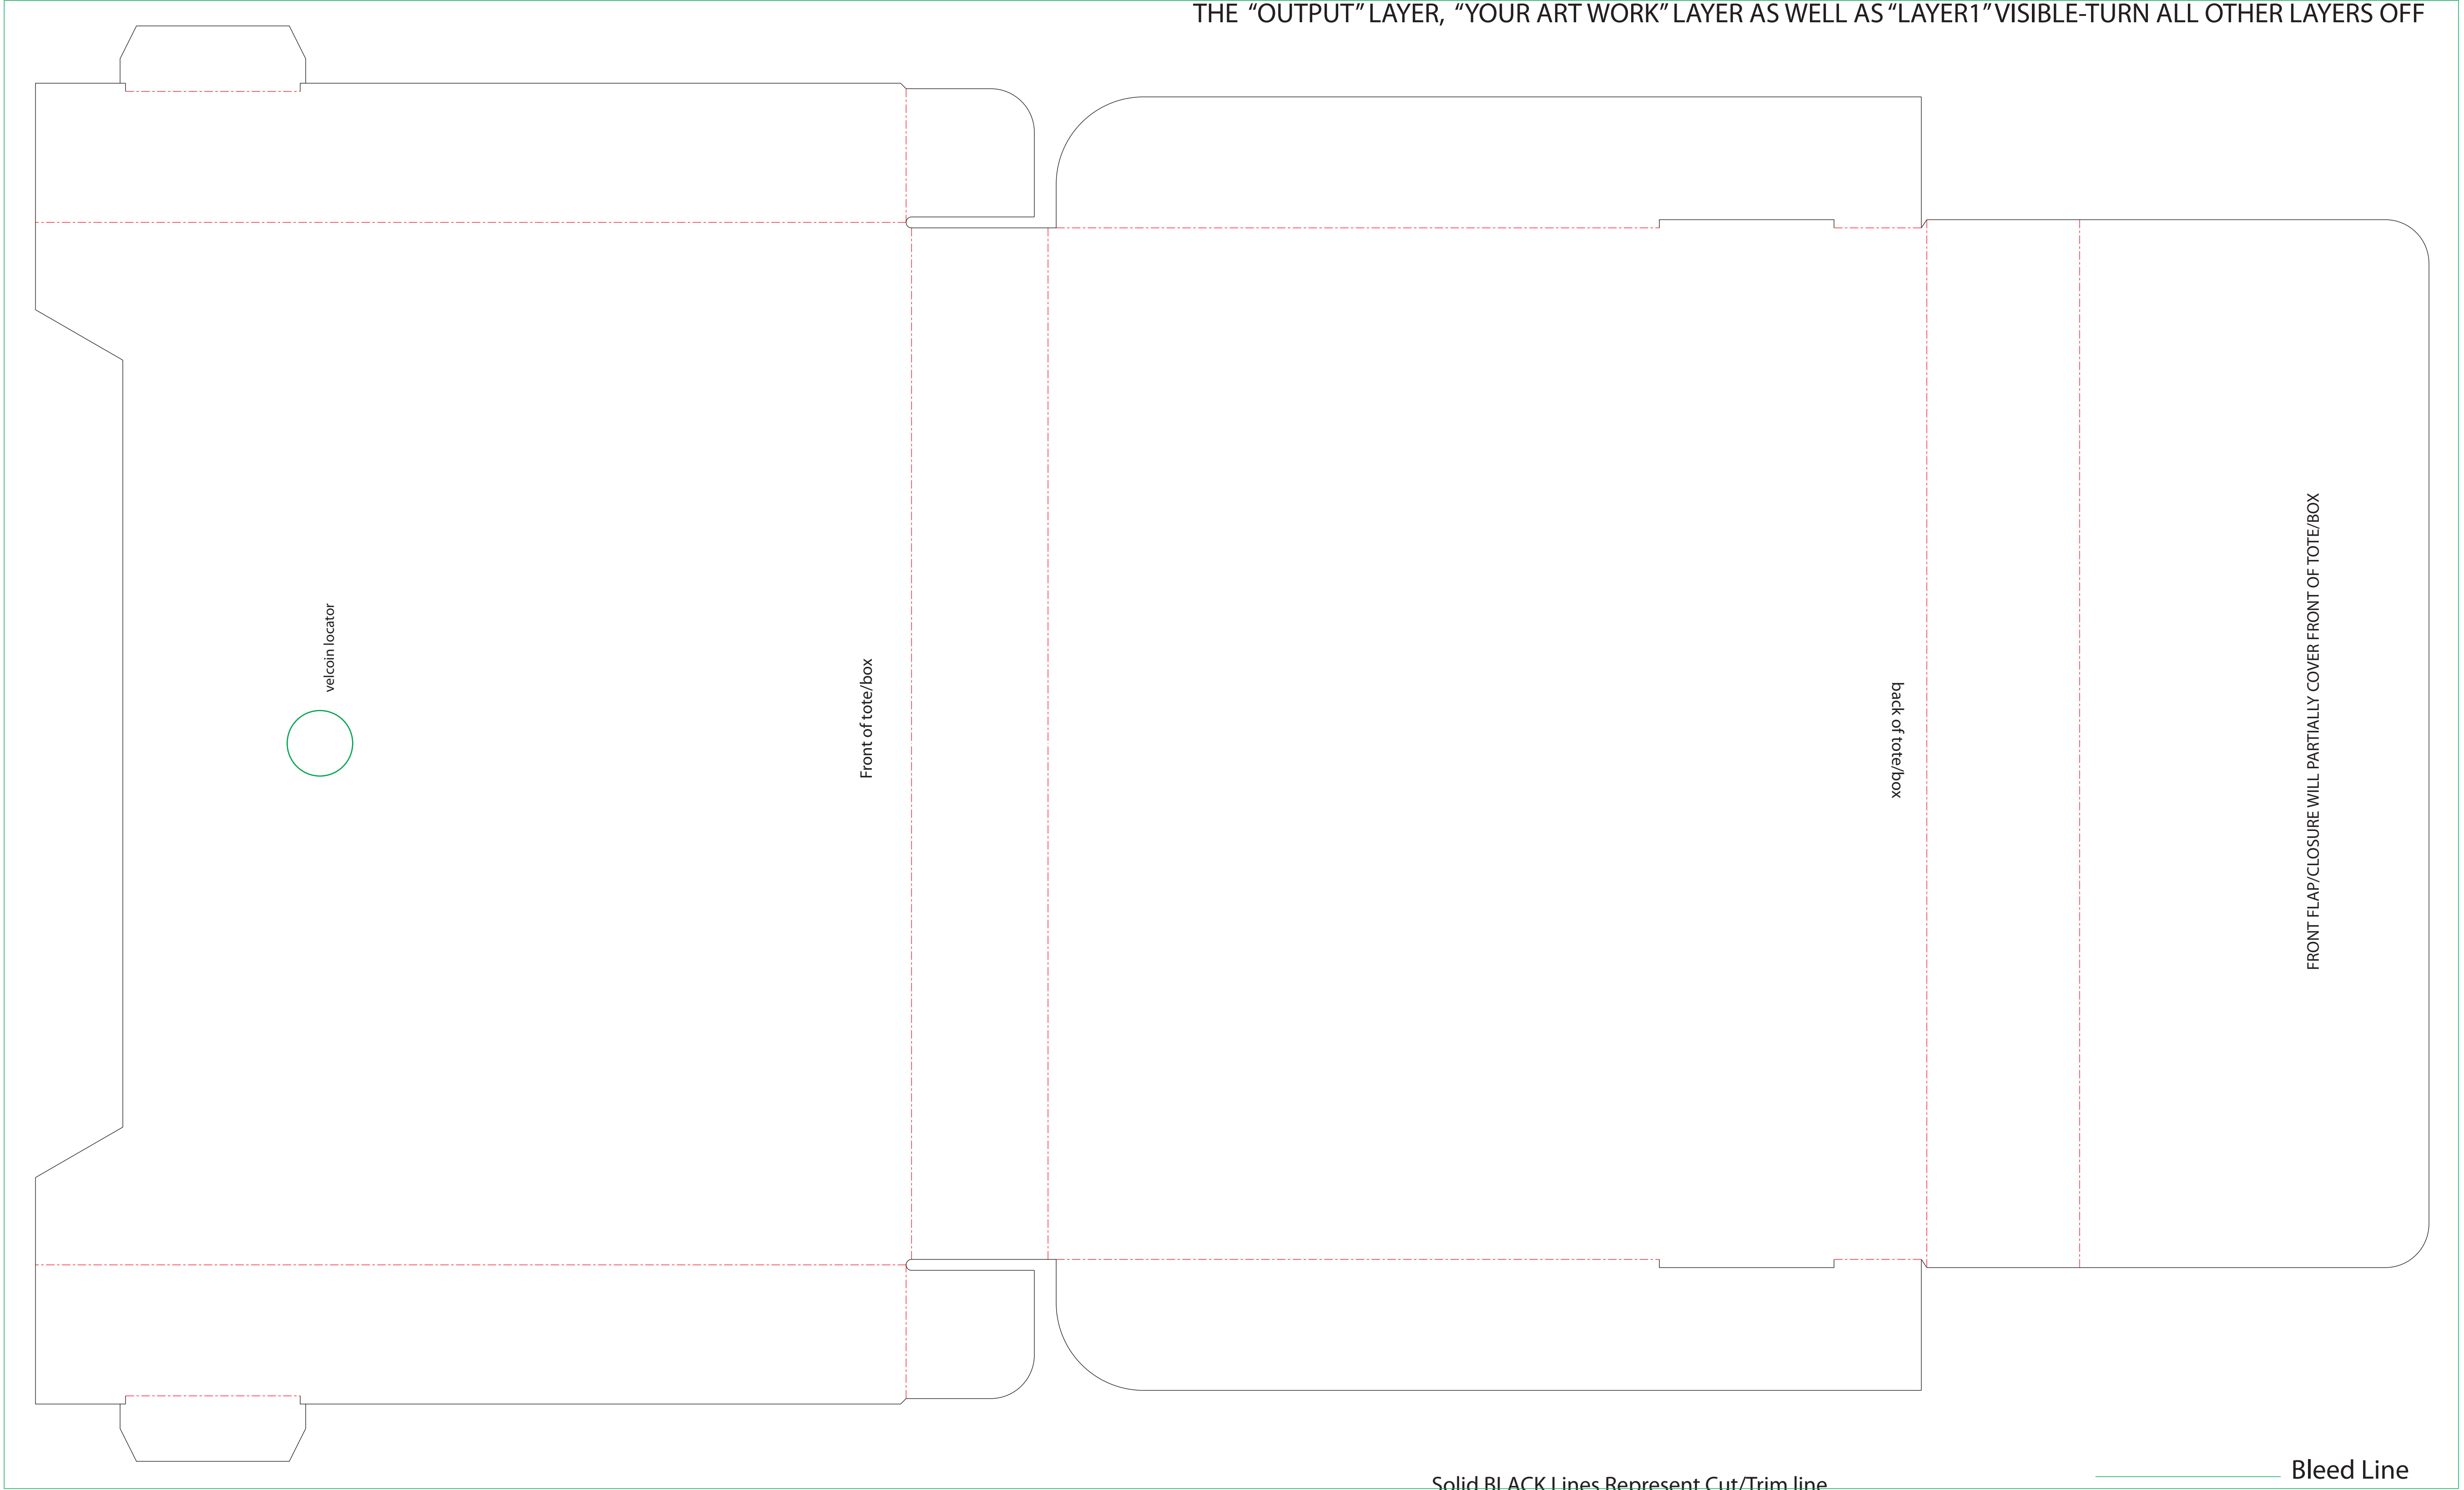 THE “OUTPUT” LAYER, “YOUR ART WORK” LAYER AS WELL AS “LAYER1” VISIBLE-TURN ALL OTHER LAYERS OFF
velcoin locator
Front of tote/box
back of tote/box
FRONT FLAP/CLOSURE WILL PARTIALLY COVER FRONT OF TOTE/BOX
Bleed Line
Solid BLACK Lines Represent Cut/Trim line